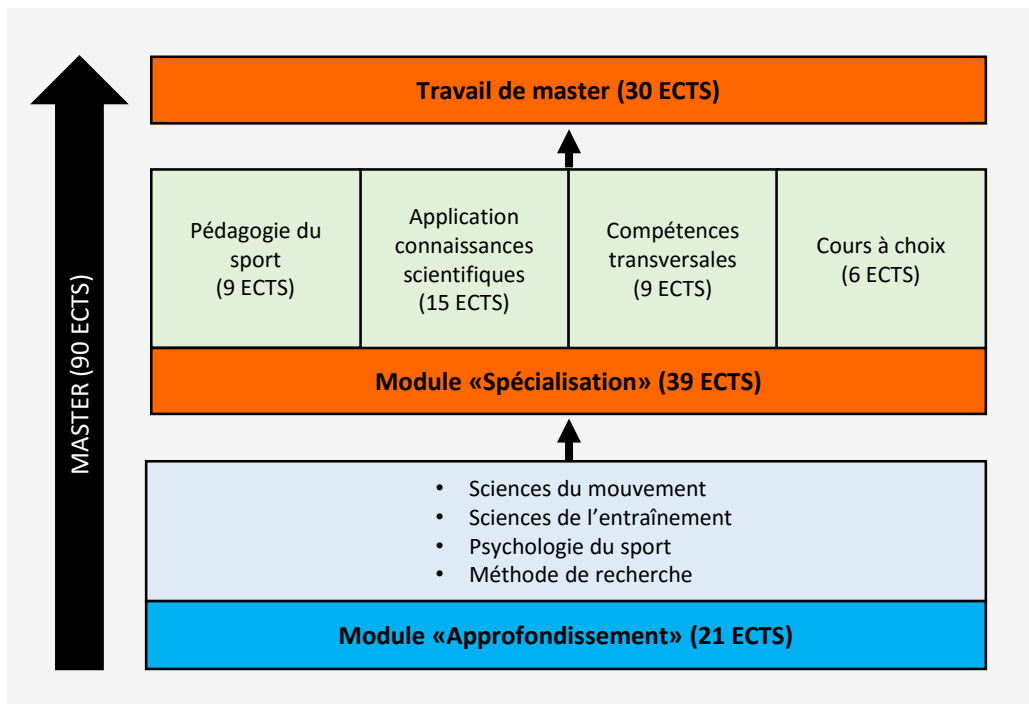 Travail de master (30 ECTS)
Pédagogie du
sport
(9 ECTS)
Application
connaissances
scientifiques
(15 ECTS)
Compétences
transversales
(9 ECTS)
Cours à choix
(6 ECTS)
Module «Spécialisation» (39 ECTS)
MASTER (90 ECTS)
• Sciences du mouvement
• Sciences de l’entraînement
• Psychologie du sport
• Méthode de recherche
Module «Approfondissement» (21 ECTS)